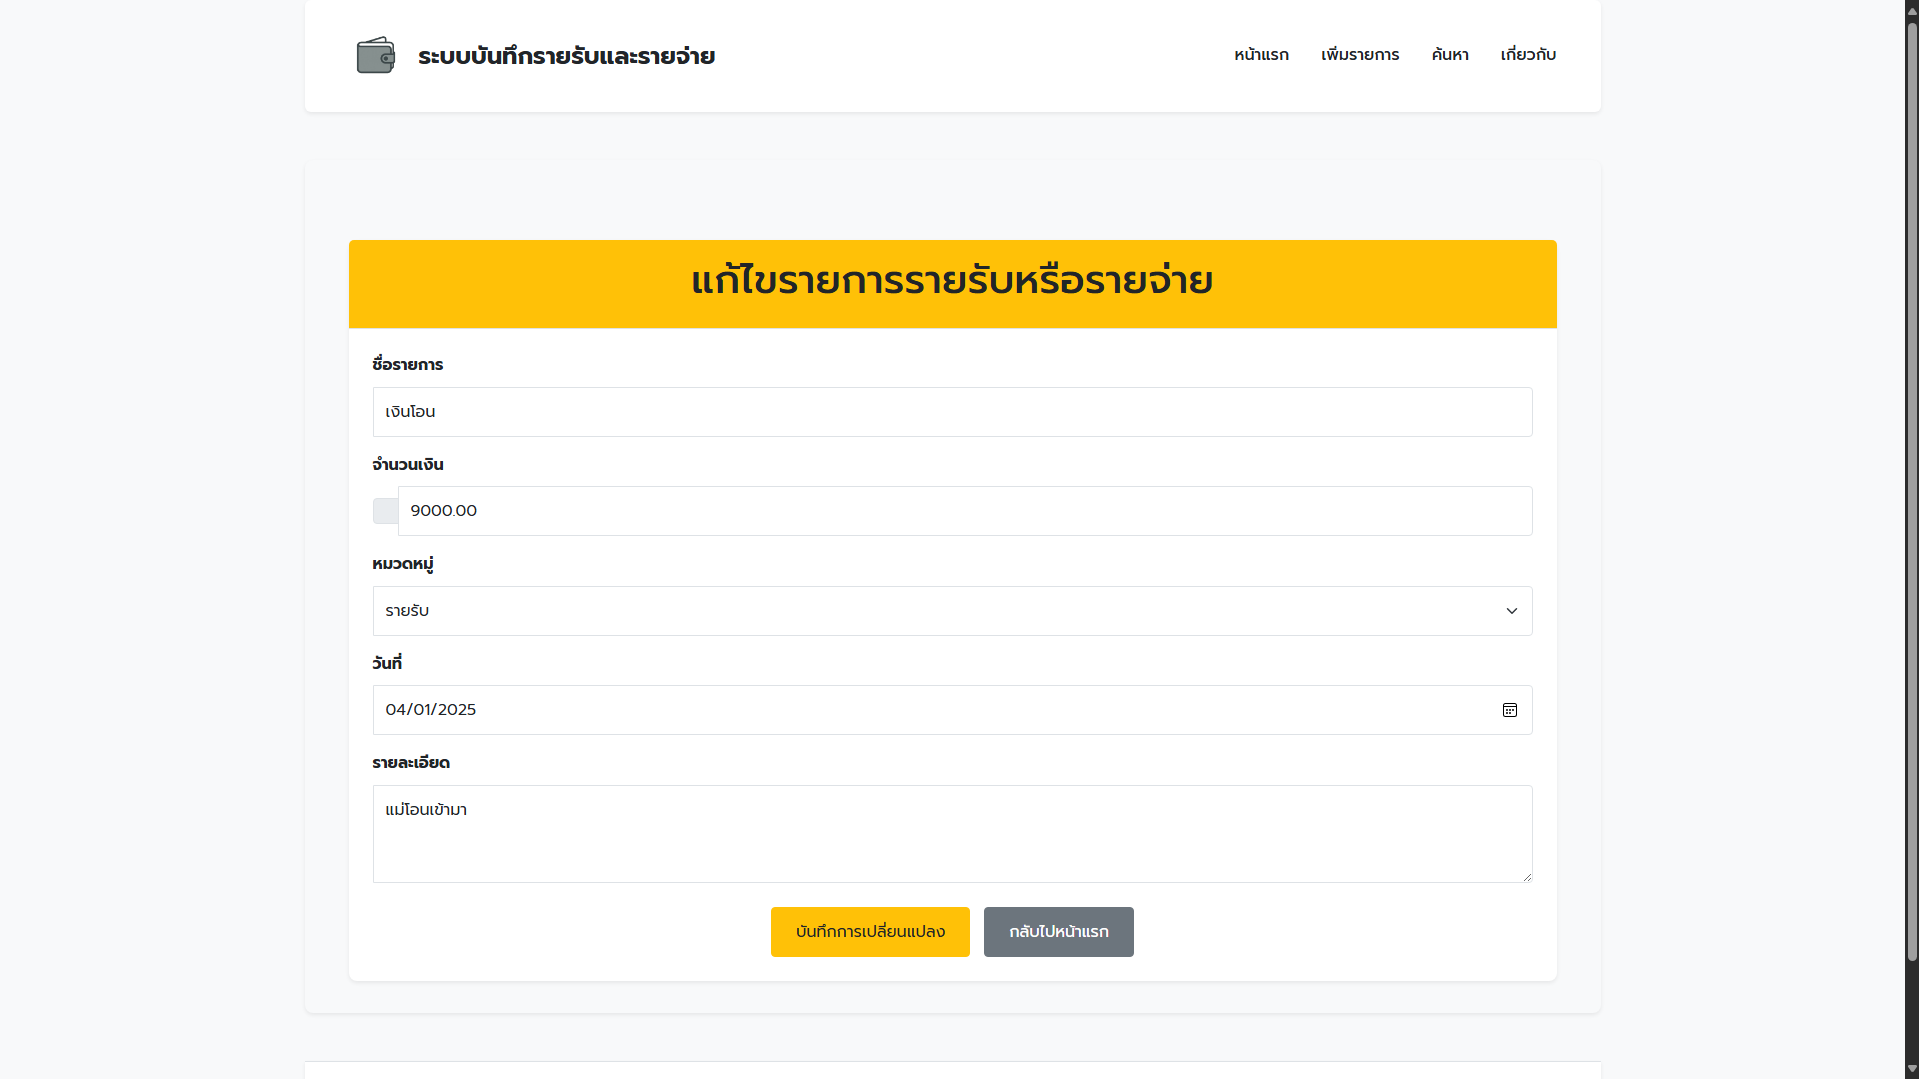 ระบบบันทึกรายรับและรายจ่าย
หน้าแรก เพิ่มรายการ ค้นหา เกี่ยวกับ
แก้ไขรายการรายรับหรือรายจ่าย
ชื่อรายการ
เงินโอน
จำนวนเงิน
9000.00
หมวดหมู่
รายรับ
วันที่
04/01/2025
รายละเอียด
แม่โอนเข้ามา
บันทึกการเปลี่ยนแปลง กลับไปหน้าแรก